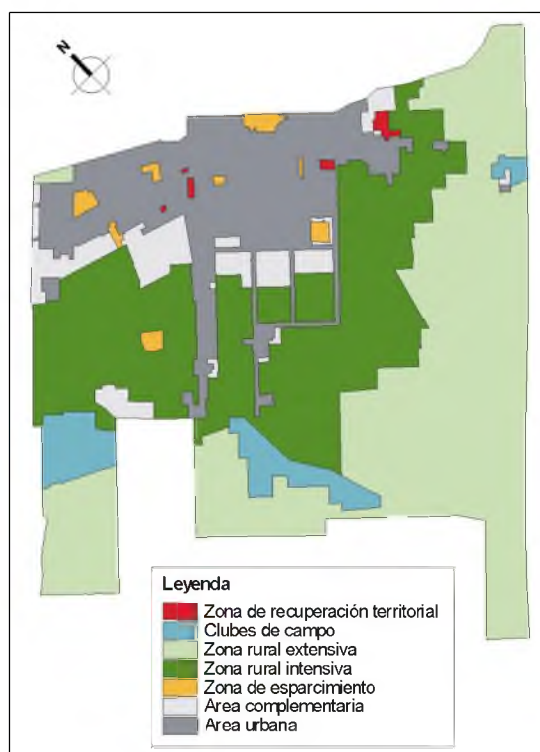 N
Leyenda
Zona de recuperación territorial
Clubes de campo
Zona rural extensiva
Zona rural intensiva
Zona de esparcimiento
Area complementaria
Area urbana